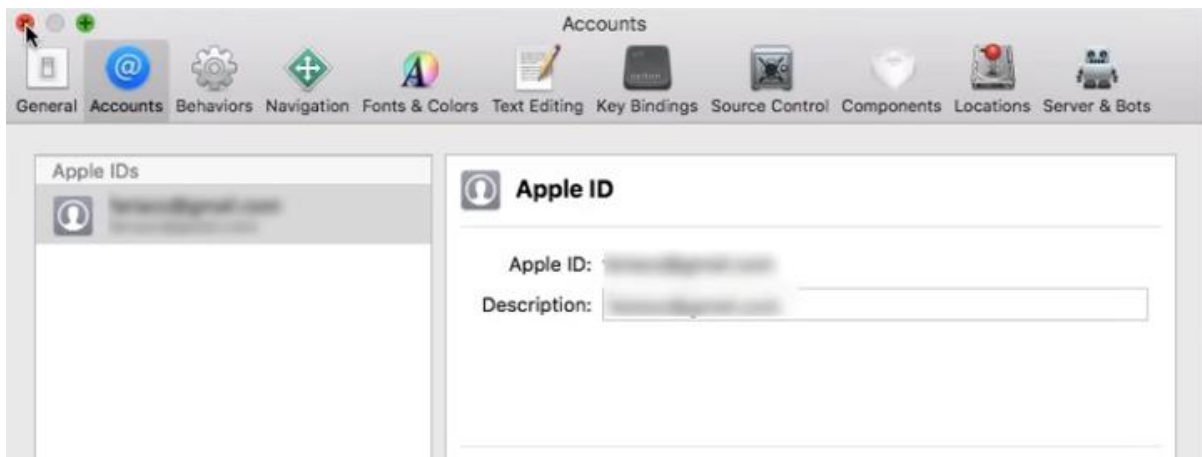 Accounts
General Accounts Behaviors Navigation Fonts & Colors Text Editing Key Bindings Source Control Components Locations Server & Bots
Apple IDs
Apple ID
Apple ID:
Description: